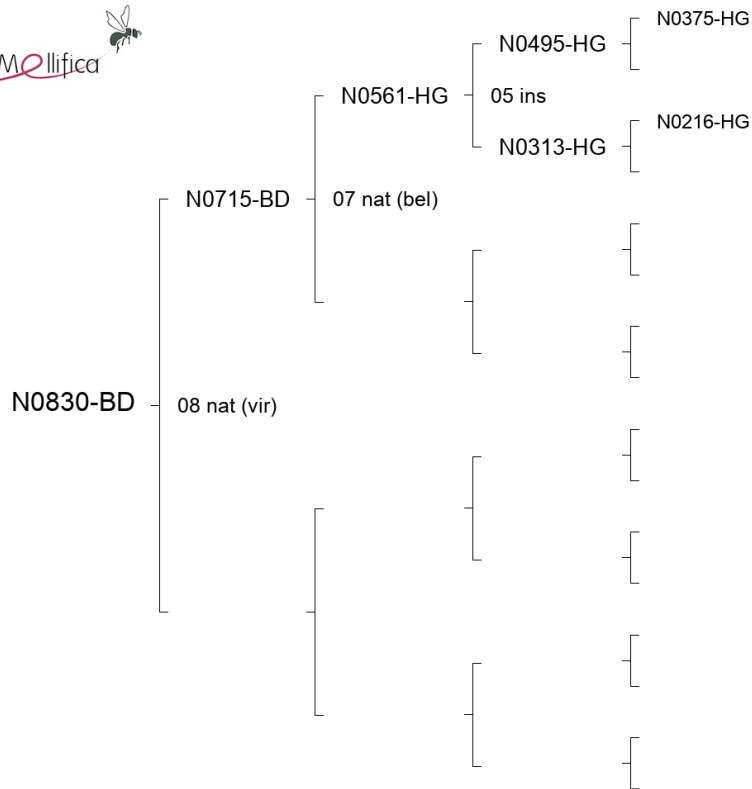 Mellifica
N0375-HG
N0495-HG
N0561-HG
05 ins
N0216-HG
N0313-HG
N0715-BD
07 nat (bel)
N0830-BD
08 nat (vir)